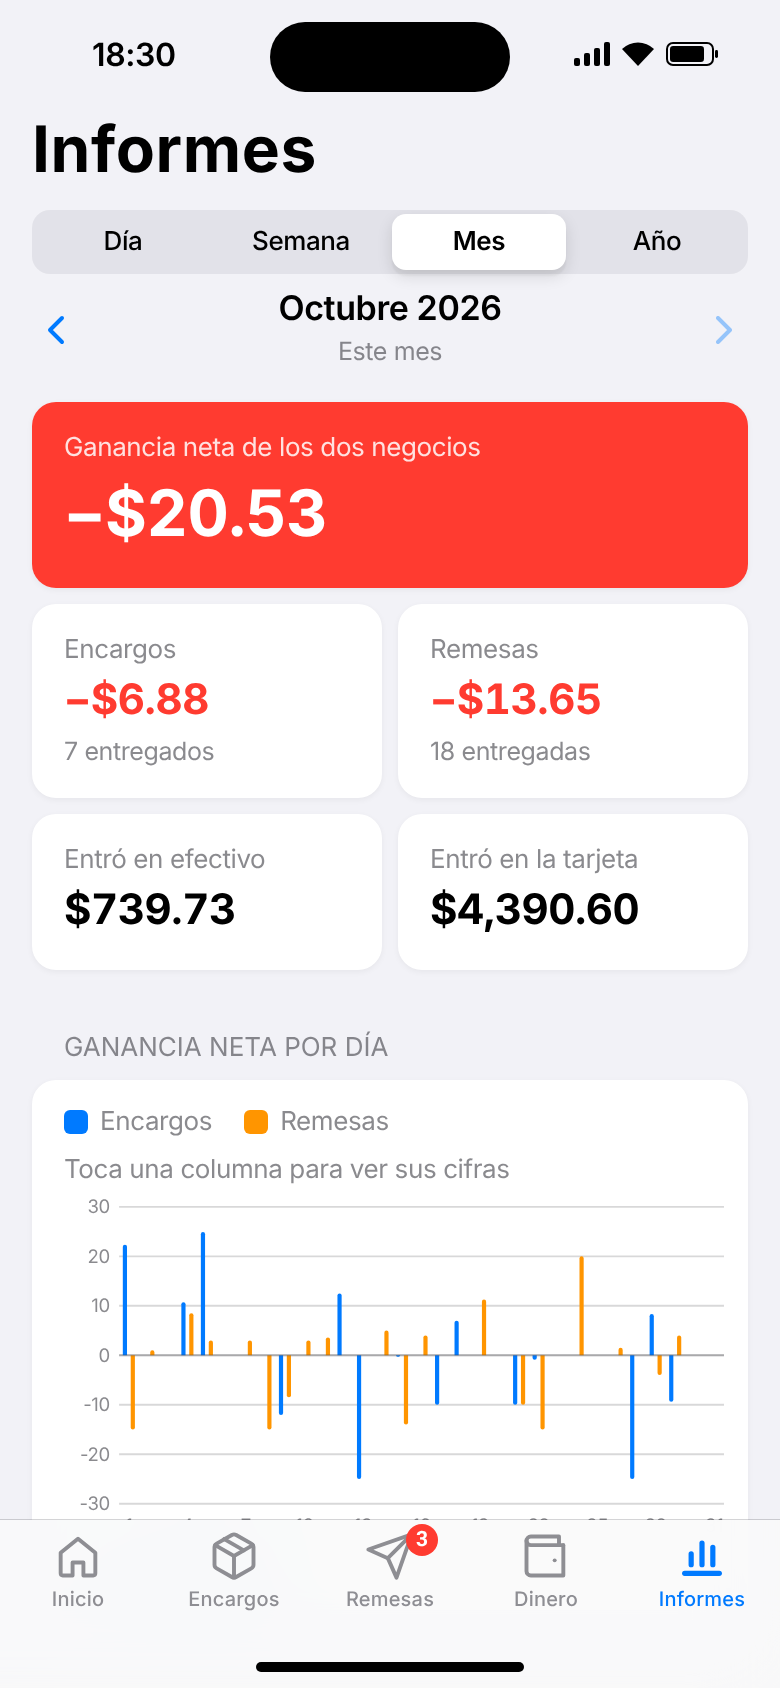 18:30
Informes
Día Semana Mes Año
Octubre 2026
Este mes
Ganancia neta de los dos negocios
–$20.53
Encargos
–$6.88
7 entregados
Remesas
–$13.65
18 entregadas
Entró en efectivo
$739.73
Entró en la tarjeta
$4,390.60
GANANCIA NETA POR DÍA
Encargos Remesas
Toca una columna para ver sus cifras
30
20
10
0
-10
-20
-30
3
Inicio Encargos Remesas Dinero Informes